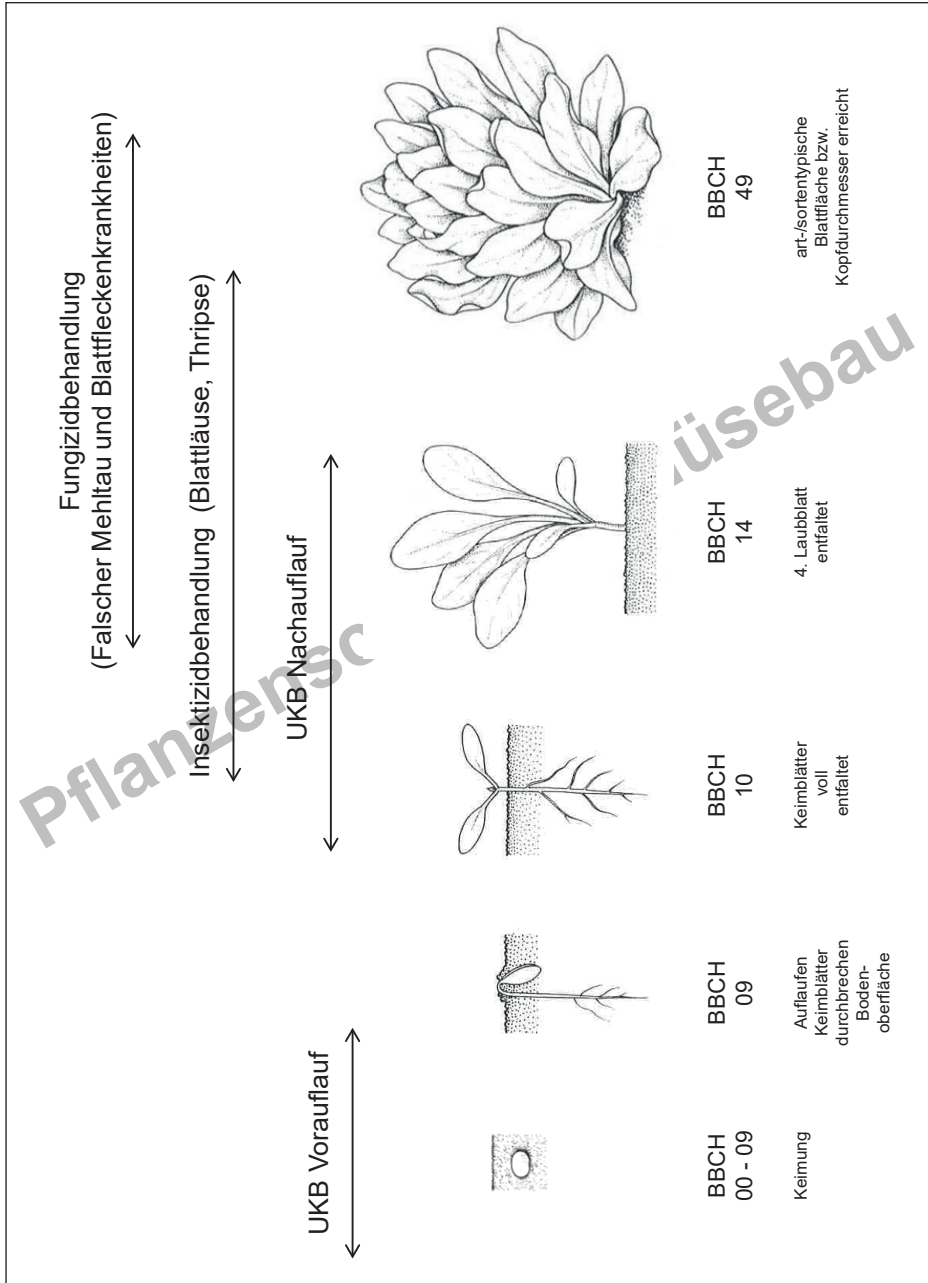 Fungizidbehandlung
(Falscher Mehltau und Blattfleckenkrankheiten)
Insektizidbehandlung (Blattläuse, Thripse)
UKB Vorauflauf
UKB Nachauflauf
BBCH
00 - 09
Keimung
BBCH
09
Auflaufen
Keimblätter
durchbrechen
Boden-
oberfläche
BBCH
10
Keimblätter
voll
entfaltet
BBCH
14
4. Laubblatt
entfaltet
BBCH
49
art-/sortentypische
Blattfläche bzw.
Kopfdurchmesser erreicht